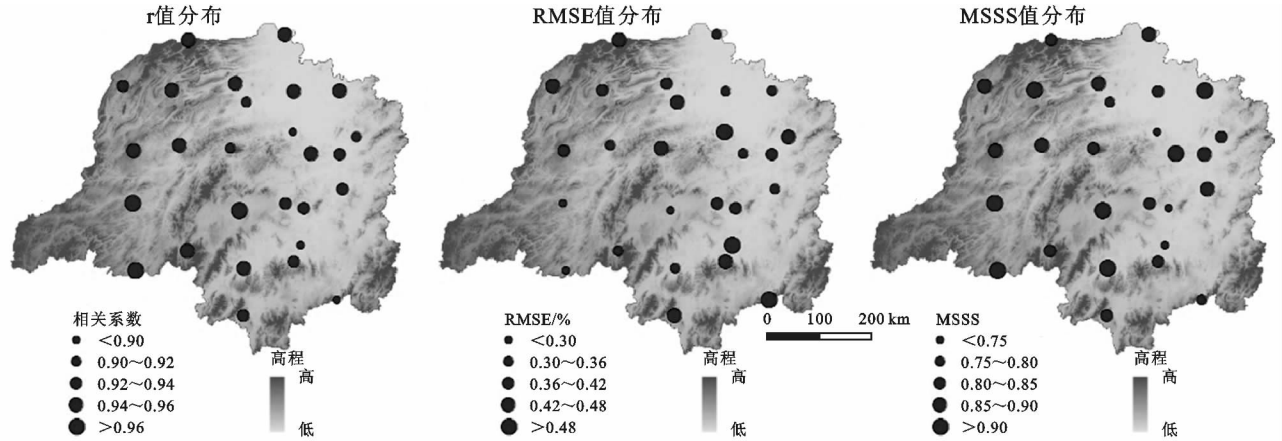 r值分布
相关系数
<0.90
0.90~0.92
0.92~0.94
0.94~0.96
>0.96
高程
高
低
RMSE值分布
RMSE/%
<0.30
0.30~0.36
0.36~0.42
0.42~0.48
>0.48
高程
高
低
0 100 200 km
MSSS值分布
MSSS
<0.75
0.75~0.80
0.80~0.85
0.85~0.90
>0.90
高程
高
低